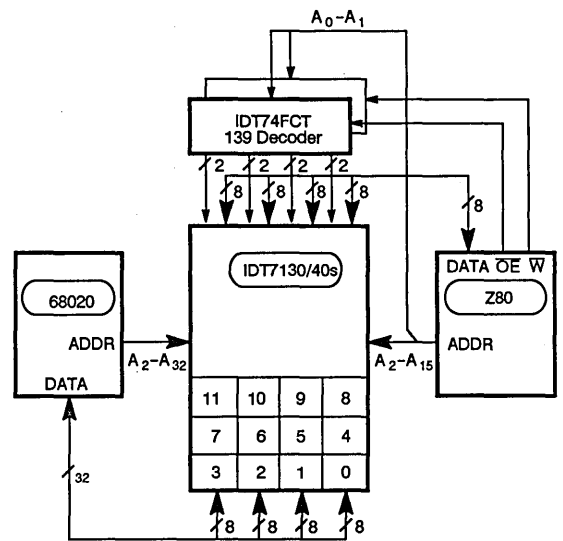 A0–A1
IDT74FCT
139 Decoder
2 2 2 2
8 8 8 8 8
DATA OE W
IDT7130/40s
68020
Z80
ADDR
ADDR
A2–A32
A2–A15
DATA
11 10 9 8
7 6 5 4
3 2 1 0
32
8 8 8 8